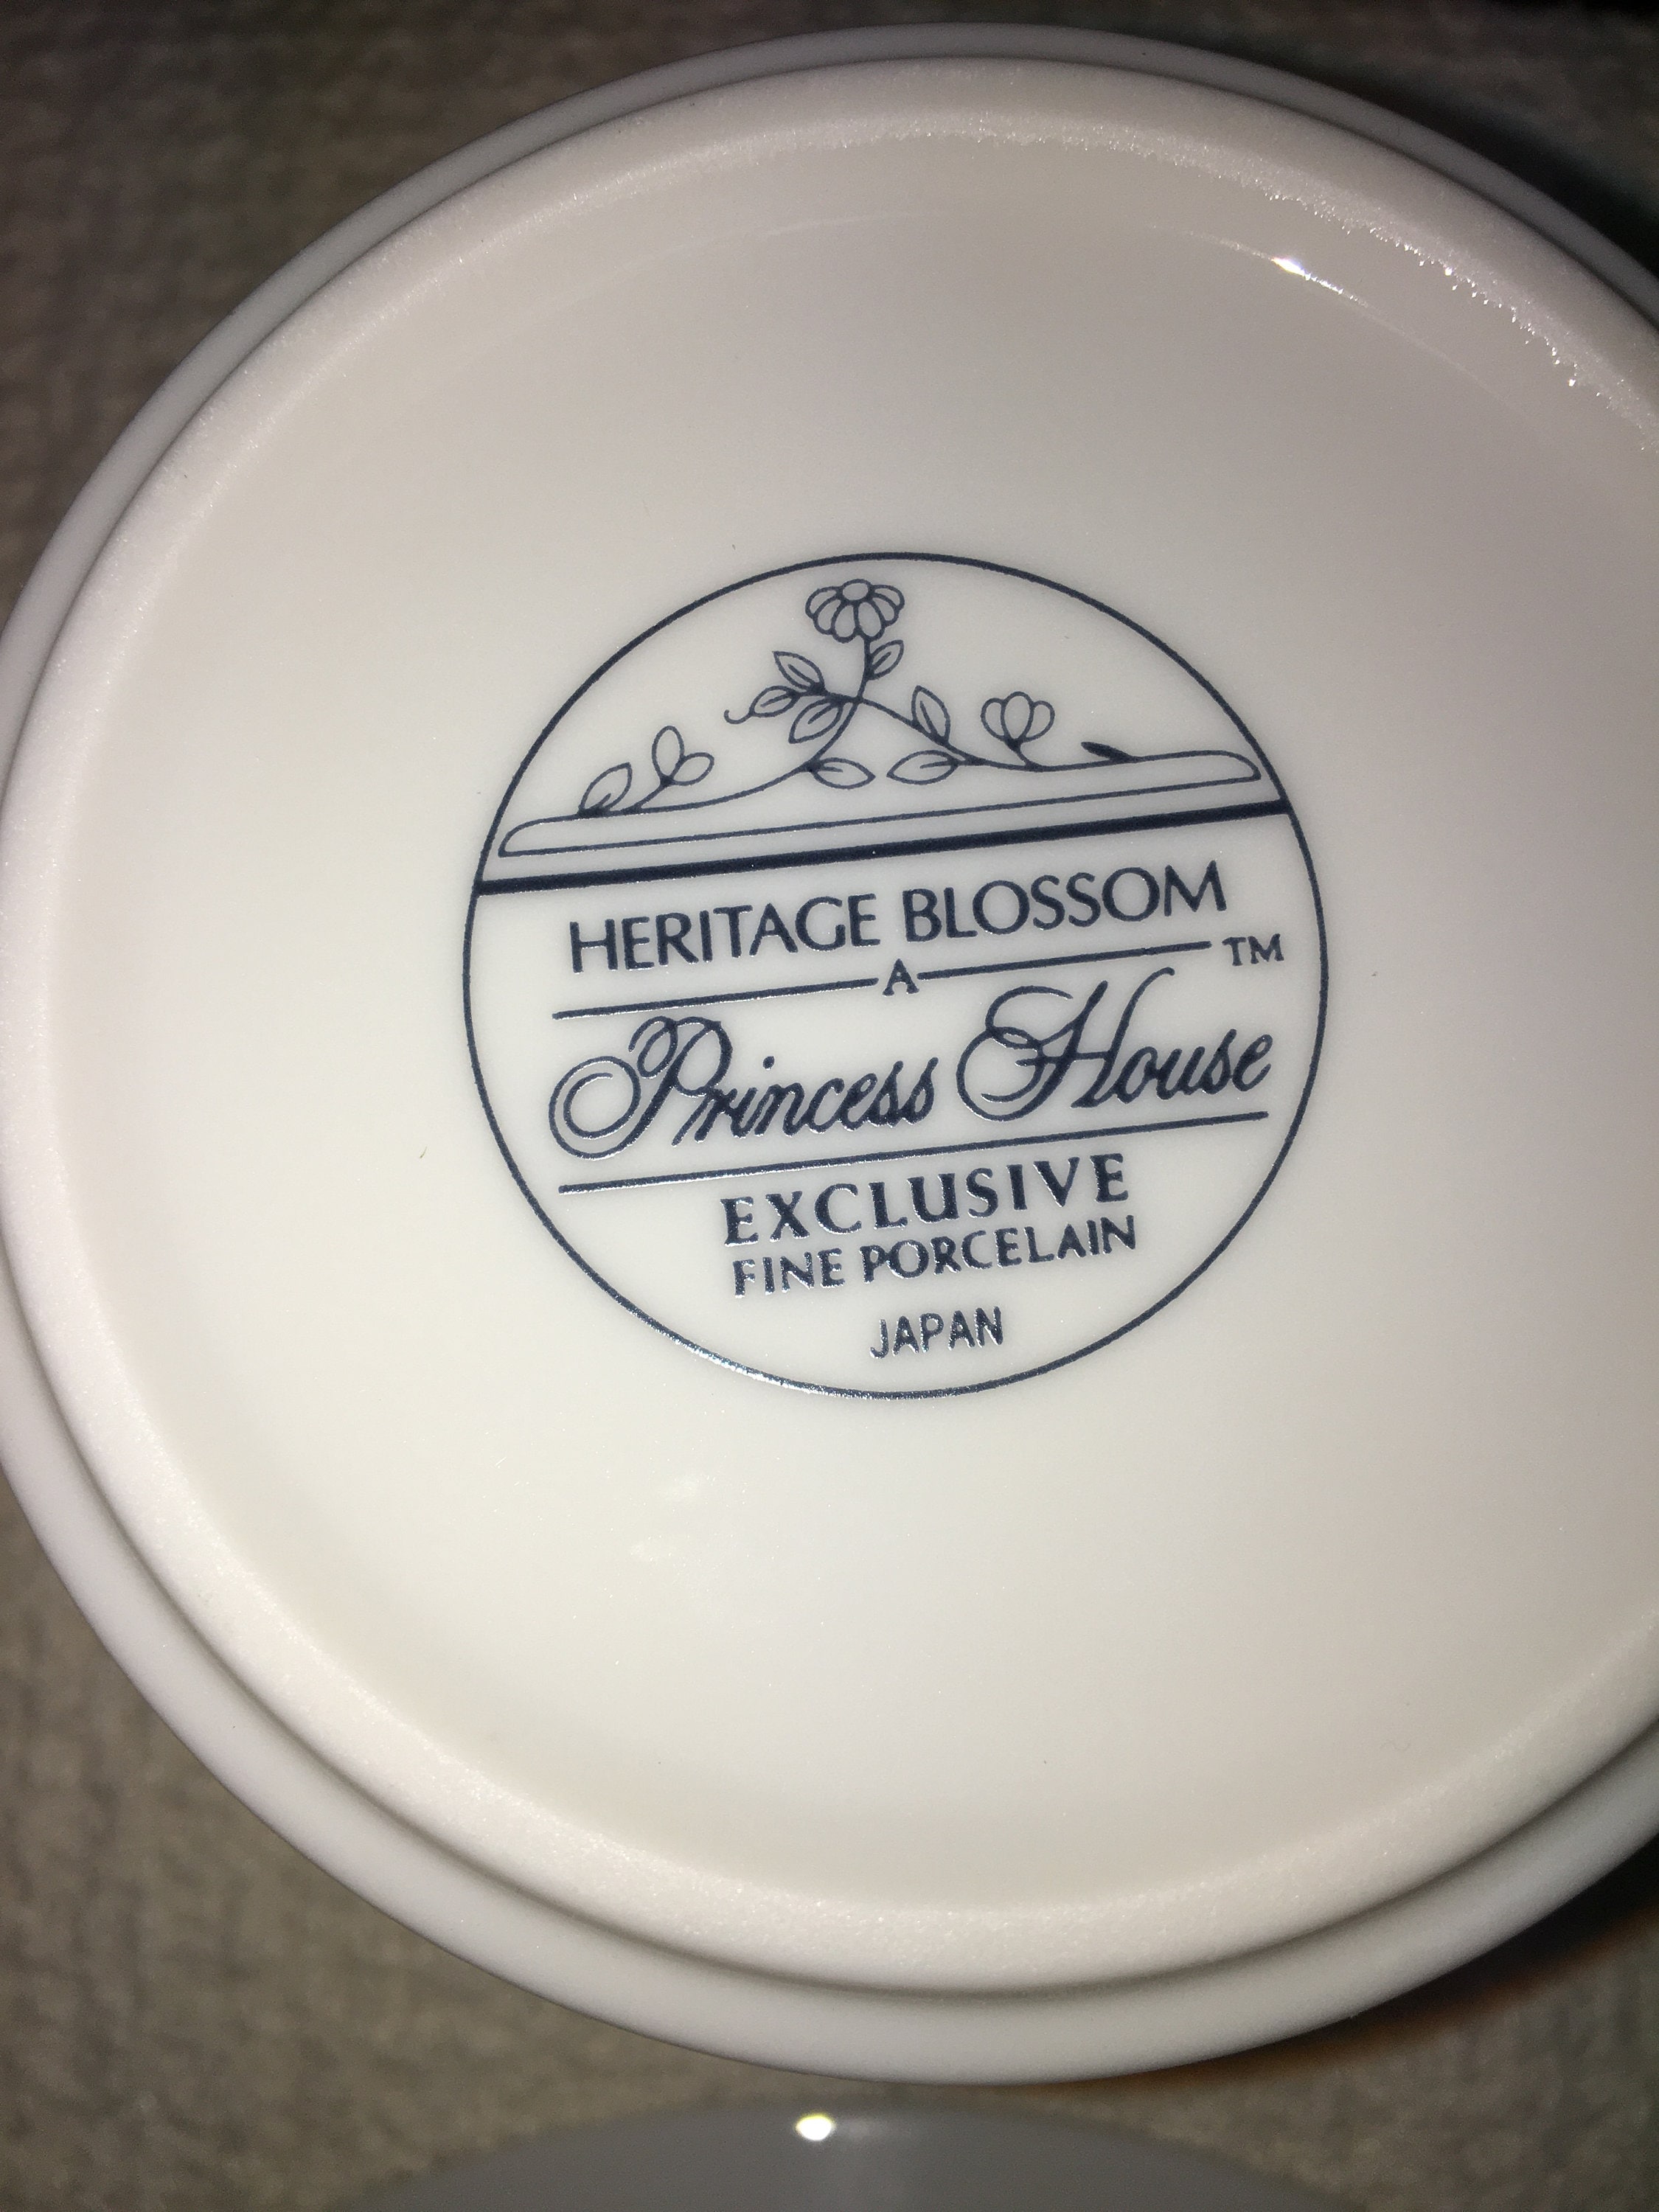 HERITAGE BLOSSOM
A TM
Princess House
EXCLUSIVE
FINE PORCELAIN
JAPAN